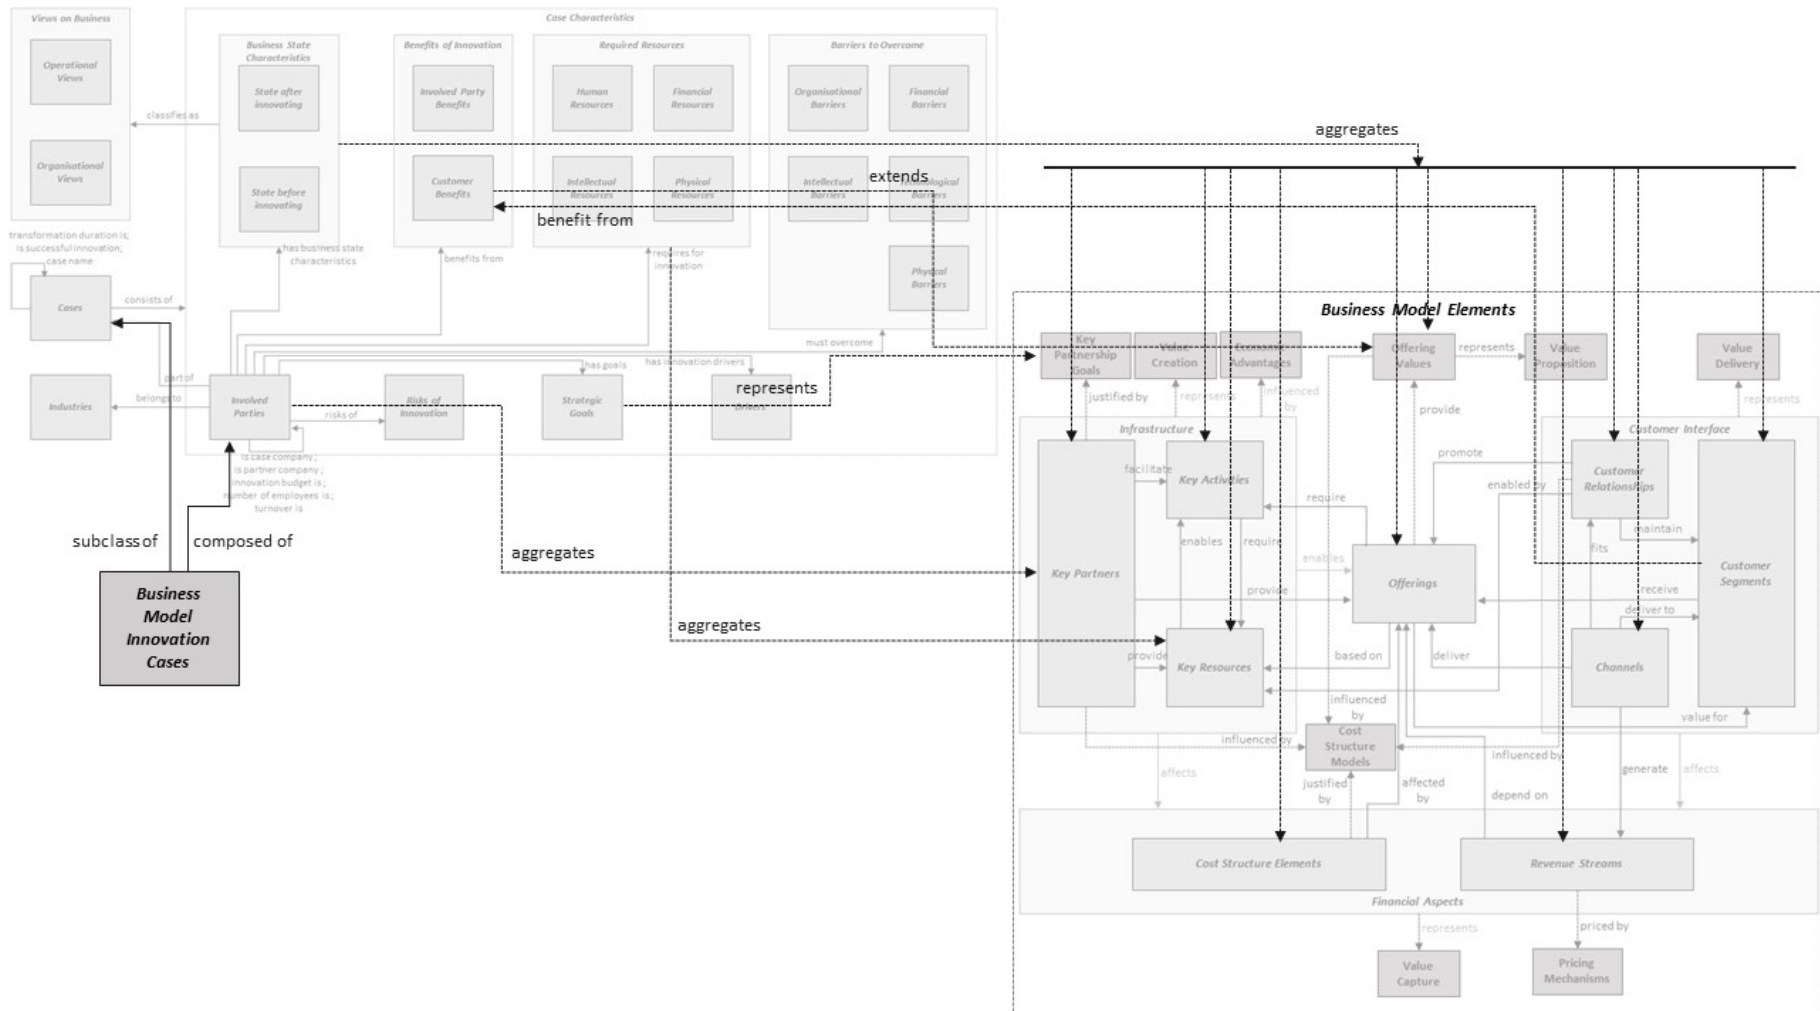 Views on Business
Operational
Views
Organisational
Views
classifies as
Case Characteristics
Business State
Characteristics
State after
innovating
State before
innovating
Benefits of Innovation
Involved Party
Benefits
Customer
Benefits
Required Resources
Human
Resources
Financial
Resources
Intellectual
Resources
Physical
Resources
Barriers to Overcome
Organisational
Barriers
Financial
Barriers
Intellectual
Barriers
Technological
Barriers
Physical
Barriers
extends
benefit from
aggregates
transformation duration is;
is successful innovation;
case name
Cases
consists of
has business state
characteristics
benefits from
requires for
innovation
must overcome
part of
has goals
has innovation drivers
Industries
belongs to
Involved
Parties
risks of
Risks of
Innovation
Strategic
Goals
represents
Drivers
is case company ;
is partner company ;
innovation budget is ;
number of employees is ;
turnover is
subclass of
composed of
Business
Model
Innovation
Cases
aggregates
aggregates
Business Model Elements
Key
Partnership
Goals
Value
Creation
Economic
Advantages
Offering
Values
represents
Value
Proposition
Value
Delivery
justified by
represents
influenced
by
provide
represents
Infrastructure
Customer Interface
Key Partners
facilitate
Key Activities
enables
require
require
enables
provide
provide
Key Resources
Offerings
promote
enabled by
Customer
Relationships
maintain
fits
Customer
Segments
receive
deliver to
Channels
deliver
based on
influenced
by
value for
influenced by
Cost
Structure
Models
influenced by
generate
affects
affects
justified
by
affected
by
depend on
Cost Structure Elements
Revenue Streams
Financial Aspects
represents
priced by
Value
Capture
Pricing
Mechanisms